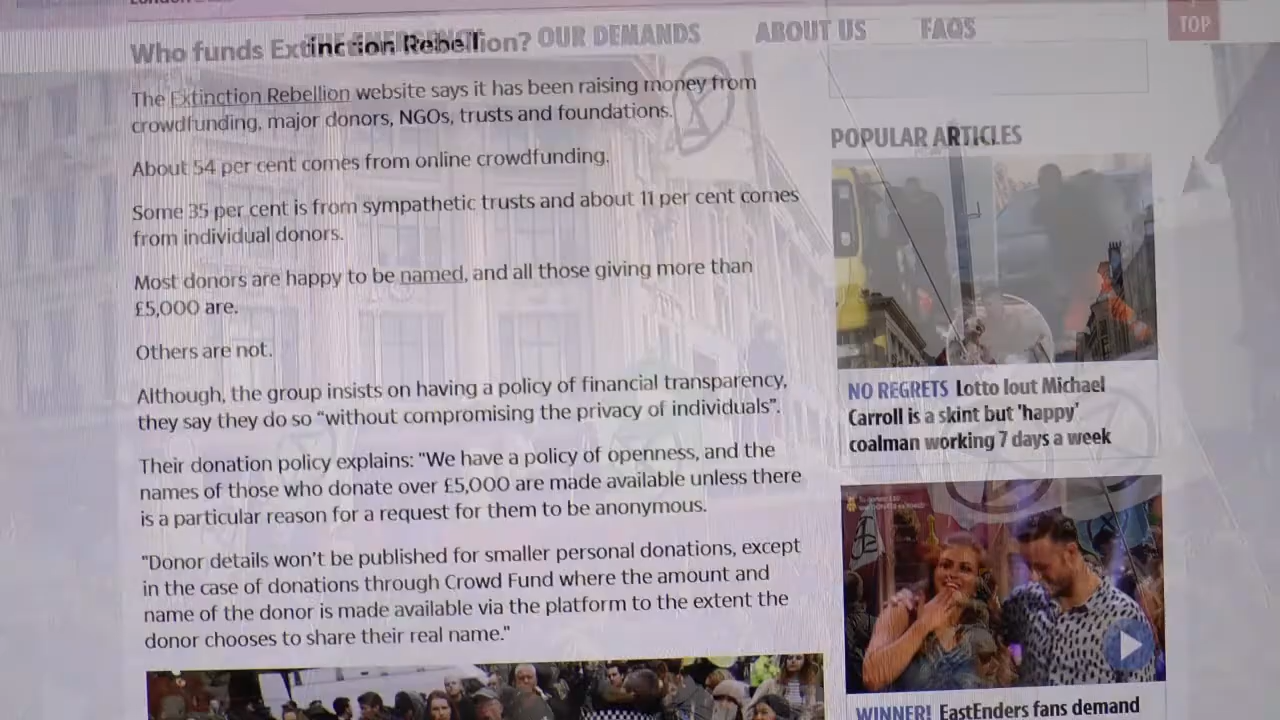 Who funds Extinction Rebellion?
OUR DEMANDS
ABOUT US
FAQS
TOP
The Extinction Rebellion website says it has been raising money from
crowdfunding, major donors, NGOs, trusts and foundations.
About 54 per cent comes from online crowdfunding.
Some 35 per cent is from sympathetic trusts and about 11 per cent comes
from individual donors.
Most donors are happy to be named, and all those giving more than
£5,000 are.
Others are not.
Although, the group insists on having a policy of financial transparency,
they say they do so “without compromising the privacy of individuals”.
Their donation policy explains: "We have a policy of openness, and the
names of those who donate over £5,000 are made available unless there
is a particular reason for a request for them to be anonymous.
"Donor details won't be published for smaller personal donations, except
in the case of donations through Crowd Fund where the amount and
name of the donor is made available via the platform to the extent the
donor chooses to share their real name."
POPULAR ARTICLES
NO REGRETS Lotto lout Michael
Carroll is a skint but 'happy'
coalman working 7 days a week
WINNER! EastEnders fans demand